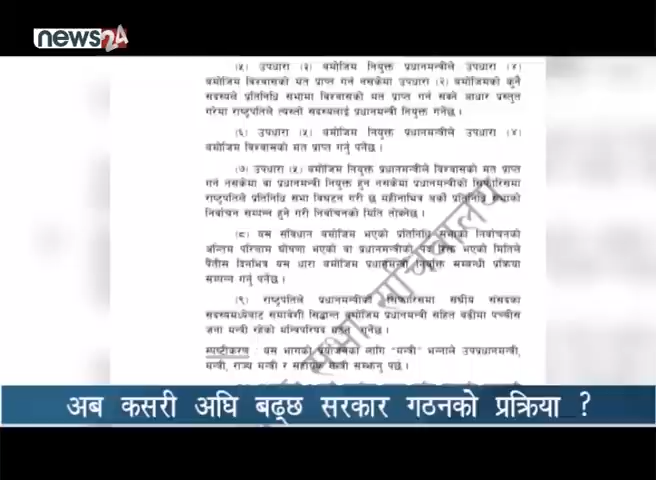 news24
(५) उपधारा (३) बमोजिम नियुक्त प्रधानमन्त्रीले उपधारा (४)
बमोजिम विश्वासको मत प्राप्त गर्न नसकेमा उपधारा (२) बमोजिमको कुनै
सदस्यले प्रतिनिधि सभामा विश्वासको मत प्राप्त गर्न सक्ने आधार प्रस्तुत
गरेमा राष्ट्रपतिले त्यस्तो सदस्यलाई प्रधानमन्त्री नियुक्त गर्नेछ ।
(६) उपधारा (५) बमोजिम नियुक्त प्रधानमन्त्रीले उपधारा (४)
बमोजिम विश्वासको मत प्राप्त गर्नु पर्नेछ ।
(७) उपधारा (५) बमोजिम नियुक्त प्रधानमन्त्रीले विश्वासको मत प्राप्त
गर्न नसकेमा वा प्रधानमन्त्री नियुक्त हुन नसकेमा प्रधानमन्त्रीको सिफारिसमा
राष्ट्रपतिले प्रतिनिधि सभा विघटन गरी छ महीनाभित्र अर्को प्रतिनिधि सभाको
निर्वाचन सम्पन्न हुने गरी निर्वाचनको मिति तोक्नेछ ।
(८) यस संविधान बमोजिम भएको प्रतिनिधि सभाको निर्वाचनको
अन्तिम परिणाम घोषणा भएको वा प्रधानमन्त्रीको पद रिक्त भएको मितिले
पैंतीस दिनभित्र यस धारा बमोजिम प्रधानमन्त्री नियुक्ति सम्बन्धी प्रक्रिया
सम्पन्न गर्नु पर्नेछ ।
(९) राष्ट्रपतिले प्रधानमन्त्रीको सिफारिसमा संघीय संसदका
सदस्यमध्येबाट समावेशी सिद्धान्त बमोजिम प्रधानमन्त्री सहित बढीमा पच्चीस
जना मन्त्री रहेको मन्त्रिपरिषद गठन गर्नेछ ।
स्पष्टीकरणः यस भागको प्रयोजनका लागि "मन्त्री" भन्नाले उपप्रधानमन्त्री,
मन्त्री, राज्य मन्त्री र सहायक मन्त्री सम्झनु पर्छ ।
सभा सचिवालय
अब कसरी अघि बढ्छ सरकार गठनको प्रक्रिया ?